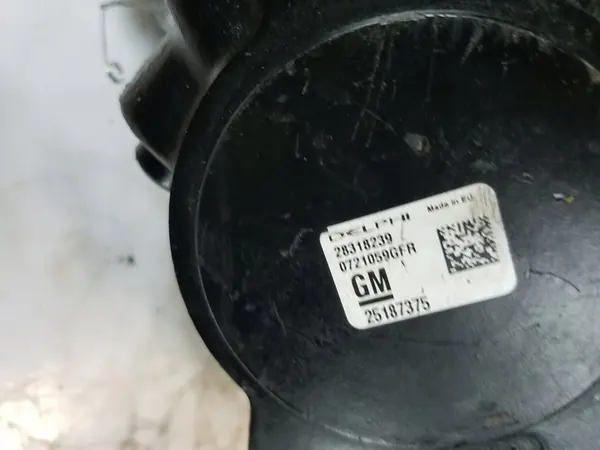 DELPHI Made in EU
28318239
0721059GFR
GM
25187375